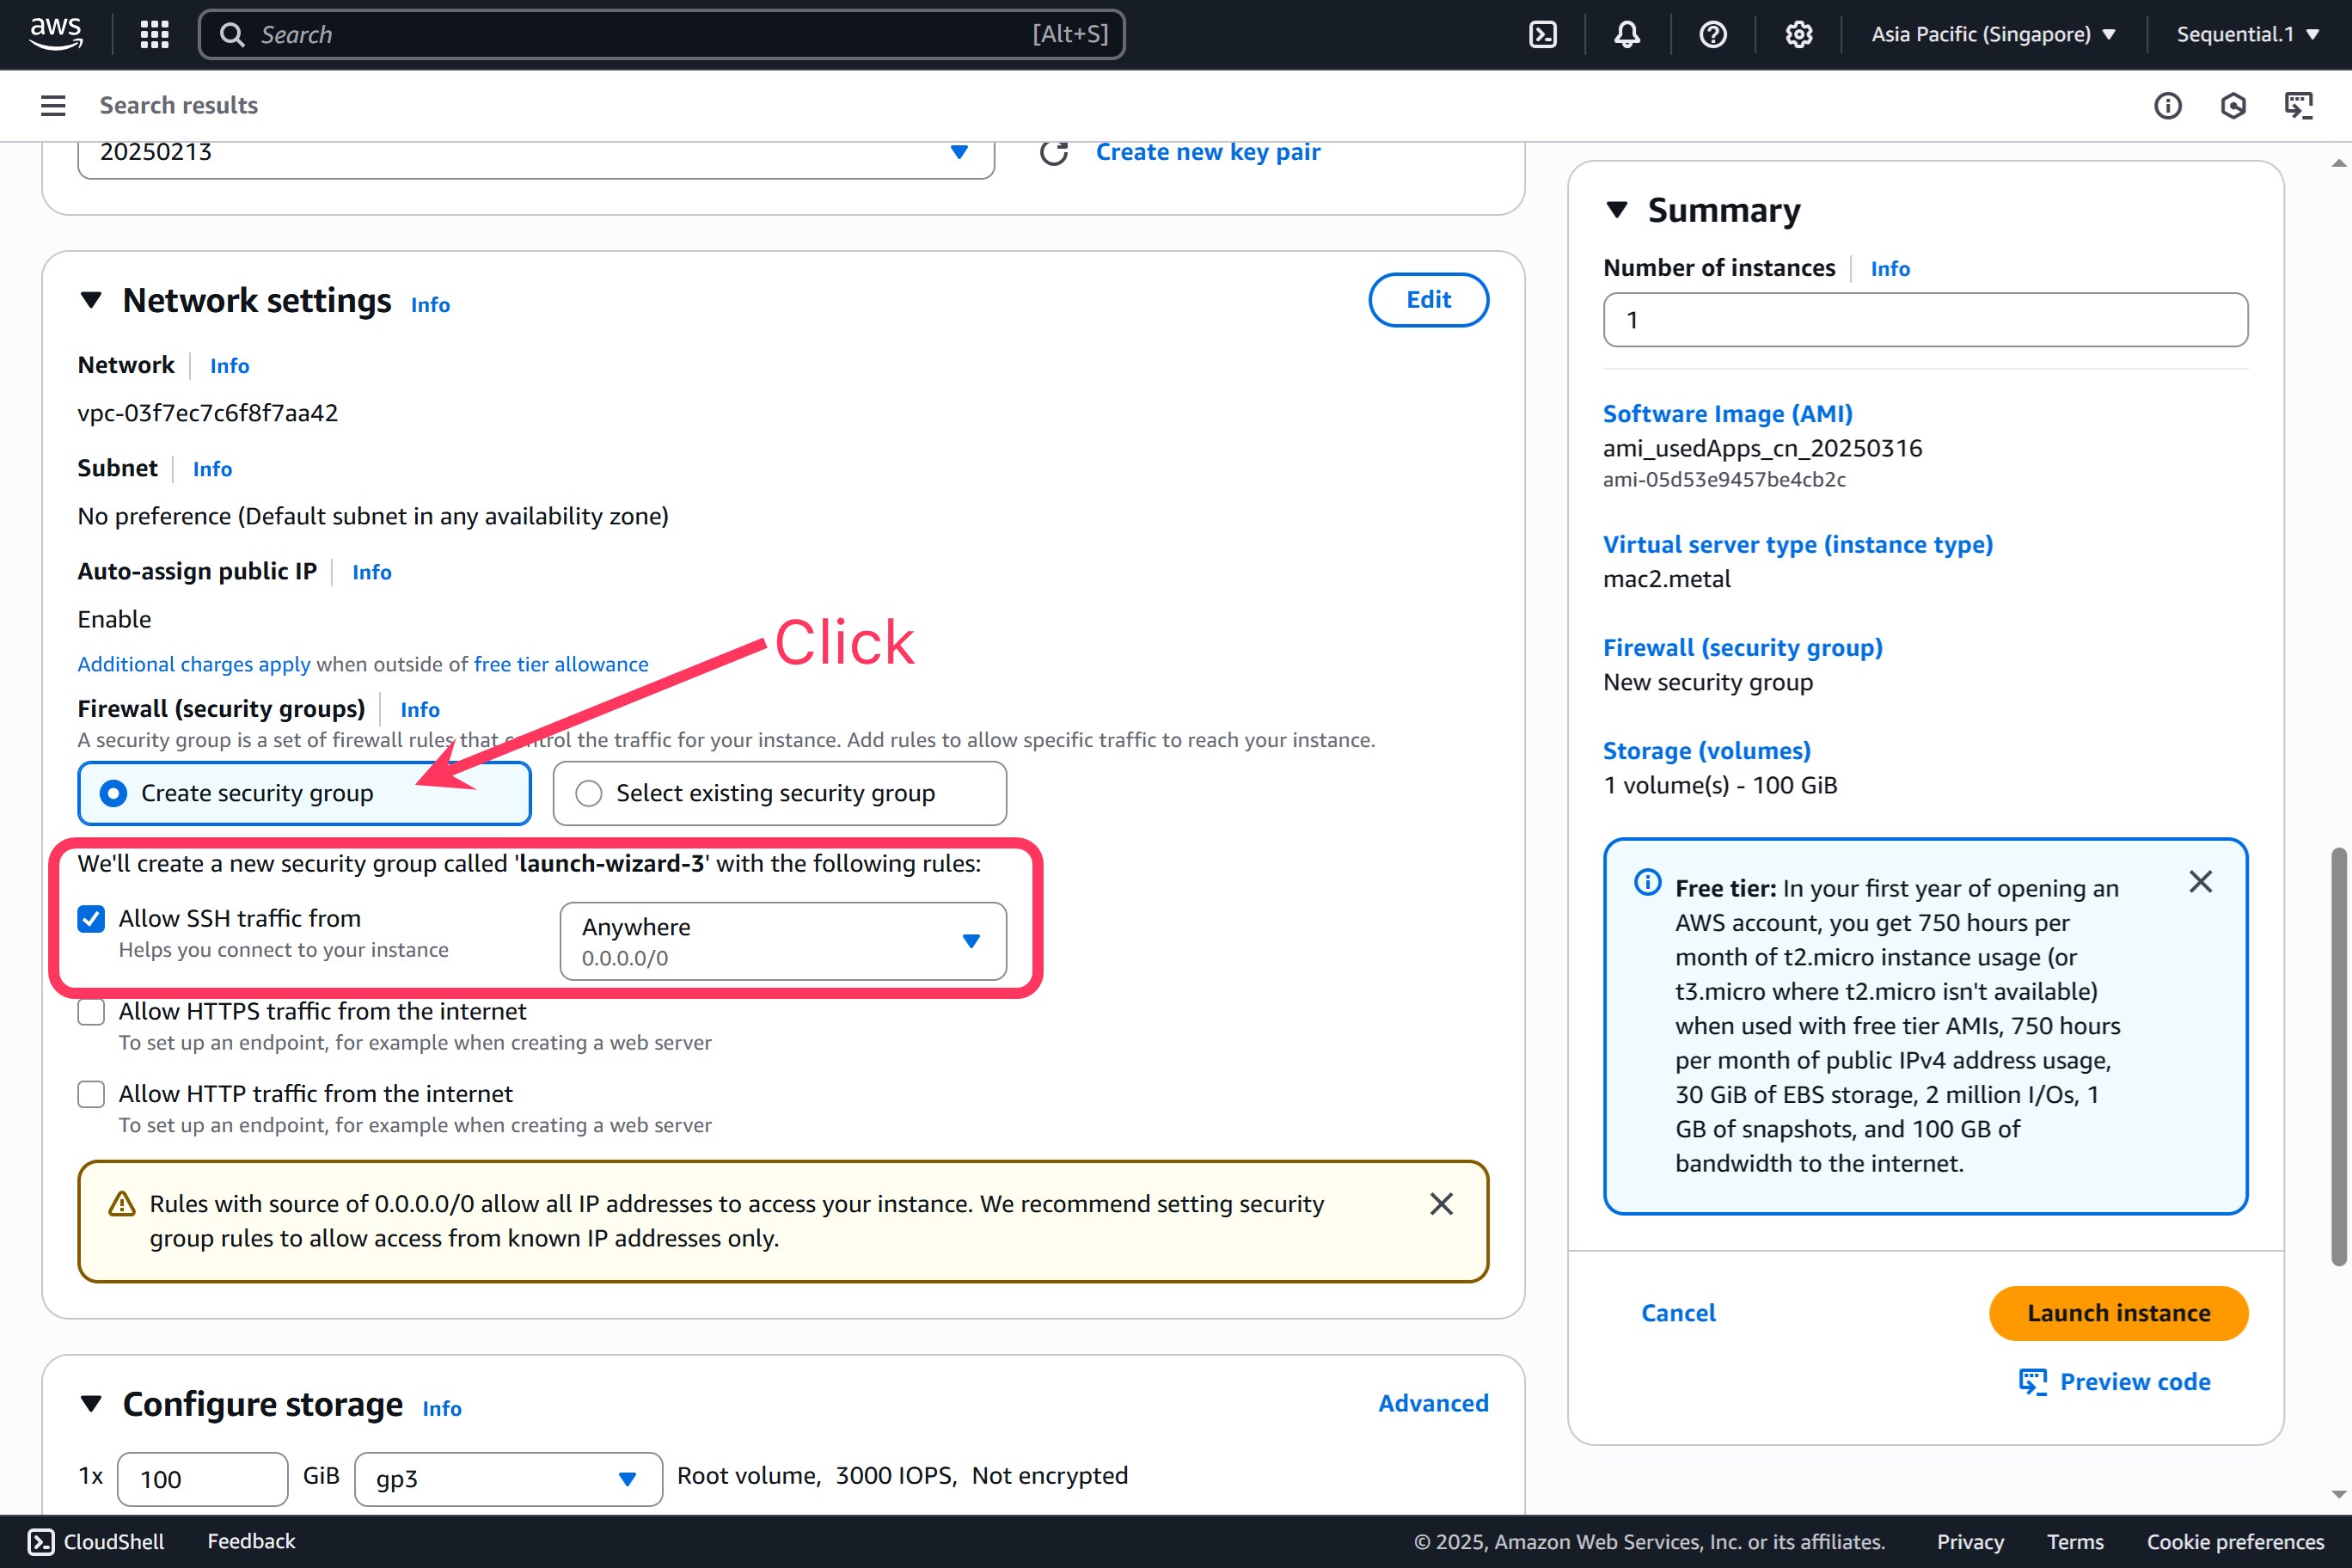 aws
Search
[Alt+S]
Asia Pacific (Singapore)
Sequential.1
Search results
20250213
Create new key pair
Network settings
Info
Edit
Network
Info
vpc-03f7ec7c6f8f7aa42
Subnet
Info
No preference (Default subnet in any availability zone)
Auto-assign public IP
Info
Enable
Click
Additional charges apply when outside of free tier allowance
Firewall (security groups)
Info
A security group is a set of firewall rules that control the traffic for your instance. Add rules to allow specific traffic to reach your instance.
Create security group
Select existing security group
We'll create a new security group called 'launch-wizard-3' with the following rules:
Allow SSH traffic from
Helps you connect to your instance
Anywhere
0.0.0.0/0
Allow HTTPS traffic from the internet
To set up an endpoint, for example when creating a web server
Allow HTTP traffic from the internet
To set up an endpoint, for example when creating a web server
Rules with source of 0.0.0.0/0 allow all IP addresses to access your instance. We recommend setting security
group rules to allow access from known IP addresses only.
Configure storage
Info
Advanced
1x
100
GiB
gp3
Root volume, 3000 IOPS, Not encrypted
Summary
Number of instances
Info
1
Software Image (AMI)
ami_usedApps_cn_20250316
ami-05d53e9457be4cb2c
Virtual server type (instance type)
mac2.metal
Firewall (security group)
New security group
Storage (volumes)
1 volume(s) - 100 GiB
Free tier: In your first year of opening an
AWS account, you get 750 hours per
month of t2.micro instance usage (or
t3.micro where t2.micro isn't available)
when used with free tier AMIs, 750 hours
per month of public IPv4 address usage,
30 GiB of EBS storage, 2 million I/Os, 1
GB of snapshots, and 100 GB of
bandwidth to the internet.
Cancel
Launch instance
Preview code
CloudShell
Feedback
© 2025, Amazon Web Services, Inc. or its affiliates.
Privacy
Terms
Cookie preferences